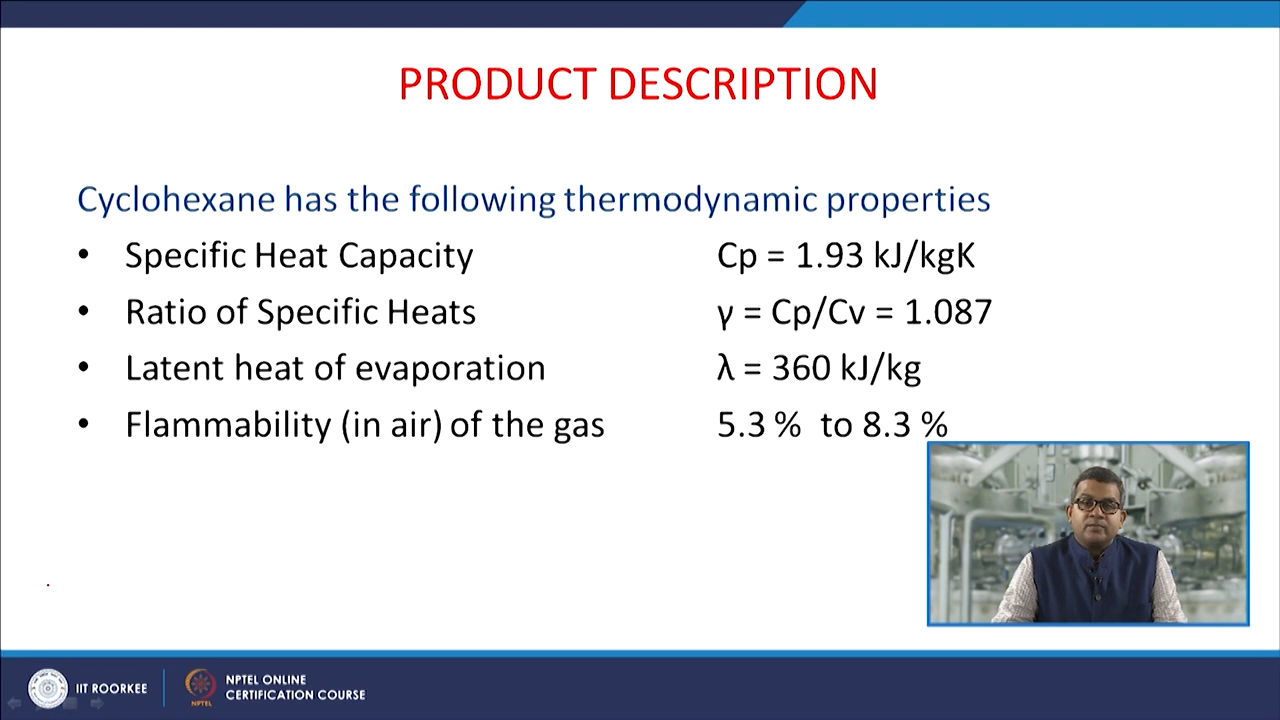 PRODUCT DESCRIPTION
Cyclohexane has the following thermodynamic properties
• Specific Heat Capacity Cp = 1.93 kJ/kgK
• Ratio of Specific Heats γ = Cp/Cv = 1.087
• Latent heat of evaporation λ = 360 kJ/kg
• Flammability (in air) of the gas 5.3 % to 8.3 %
IIT ROORKEE
NPTEL
NPTEL ONLINE
CERTIFICATION COURSE